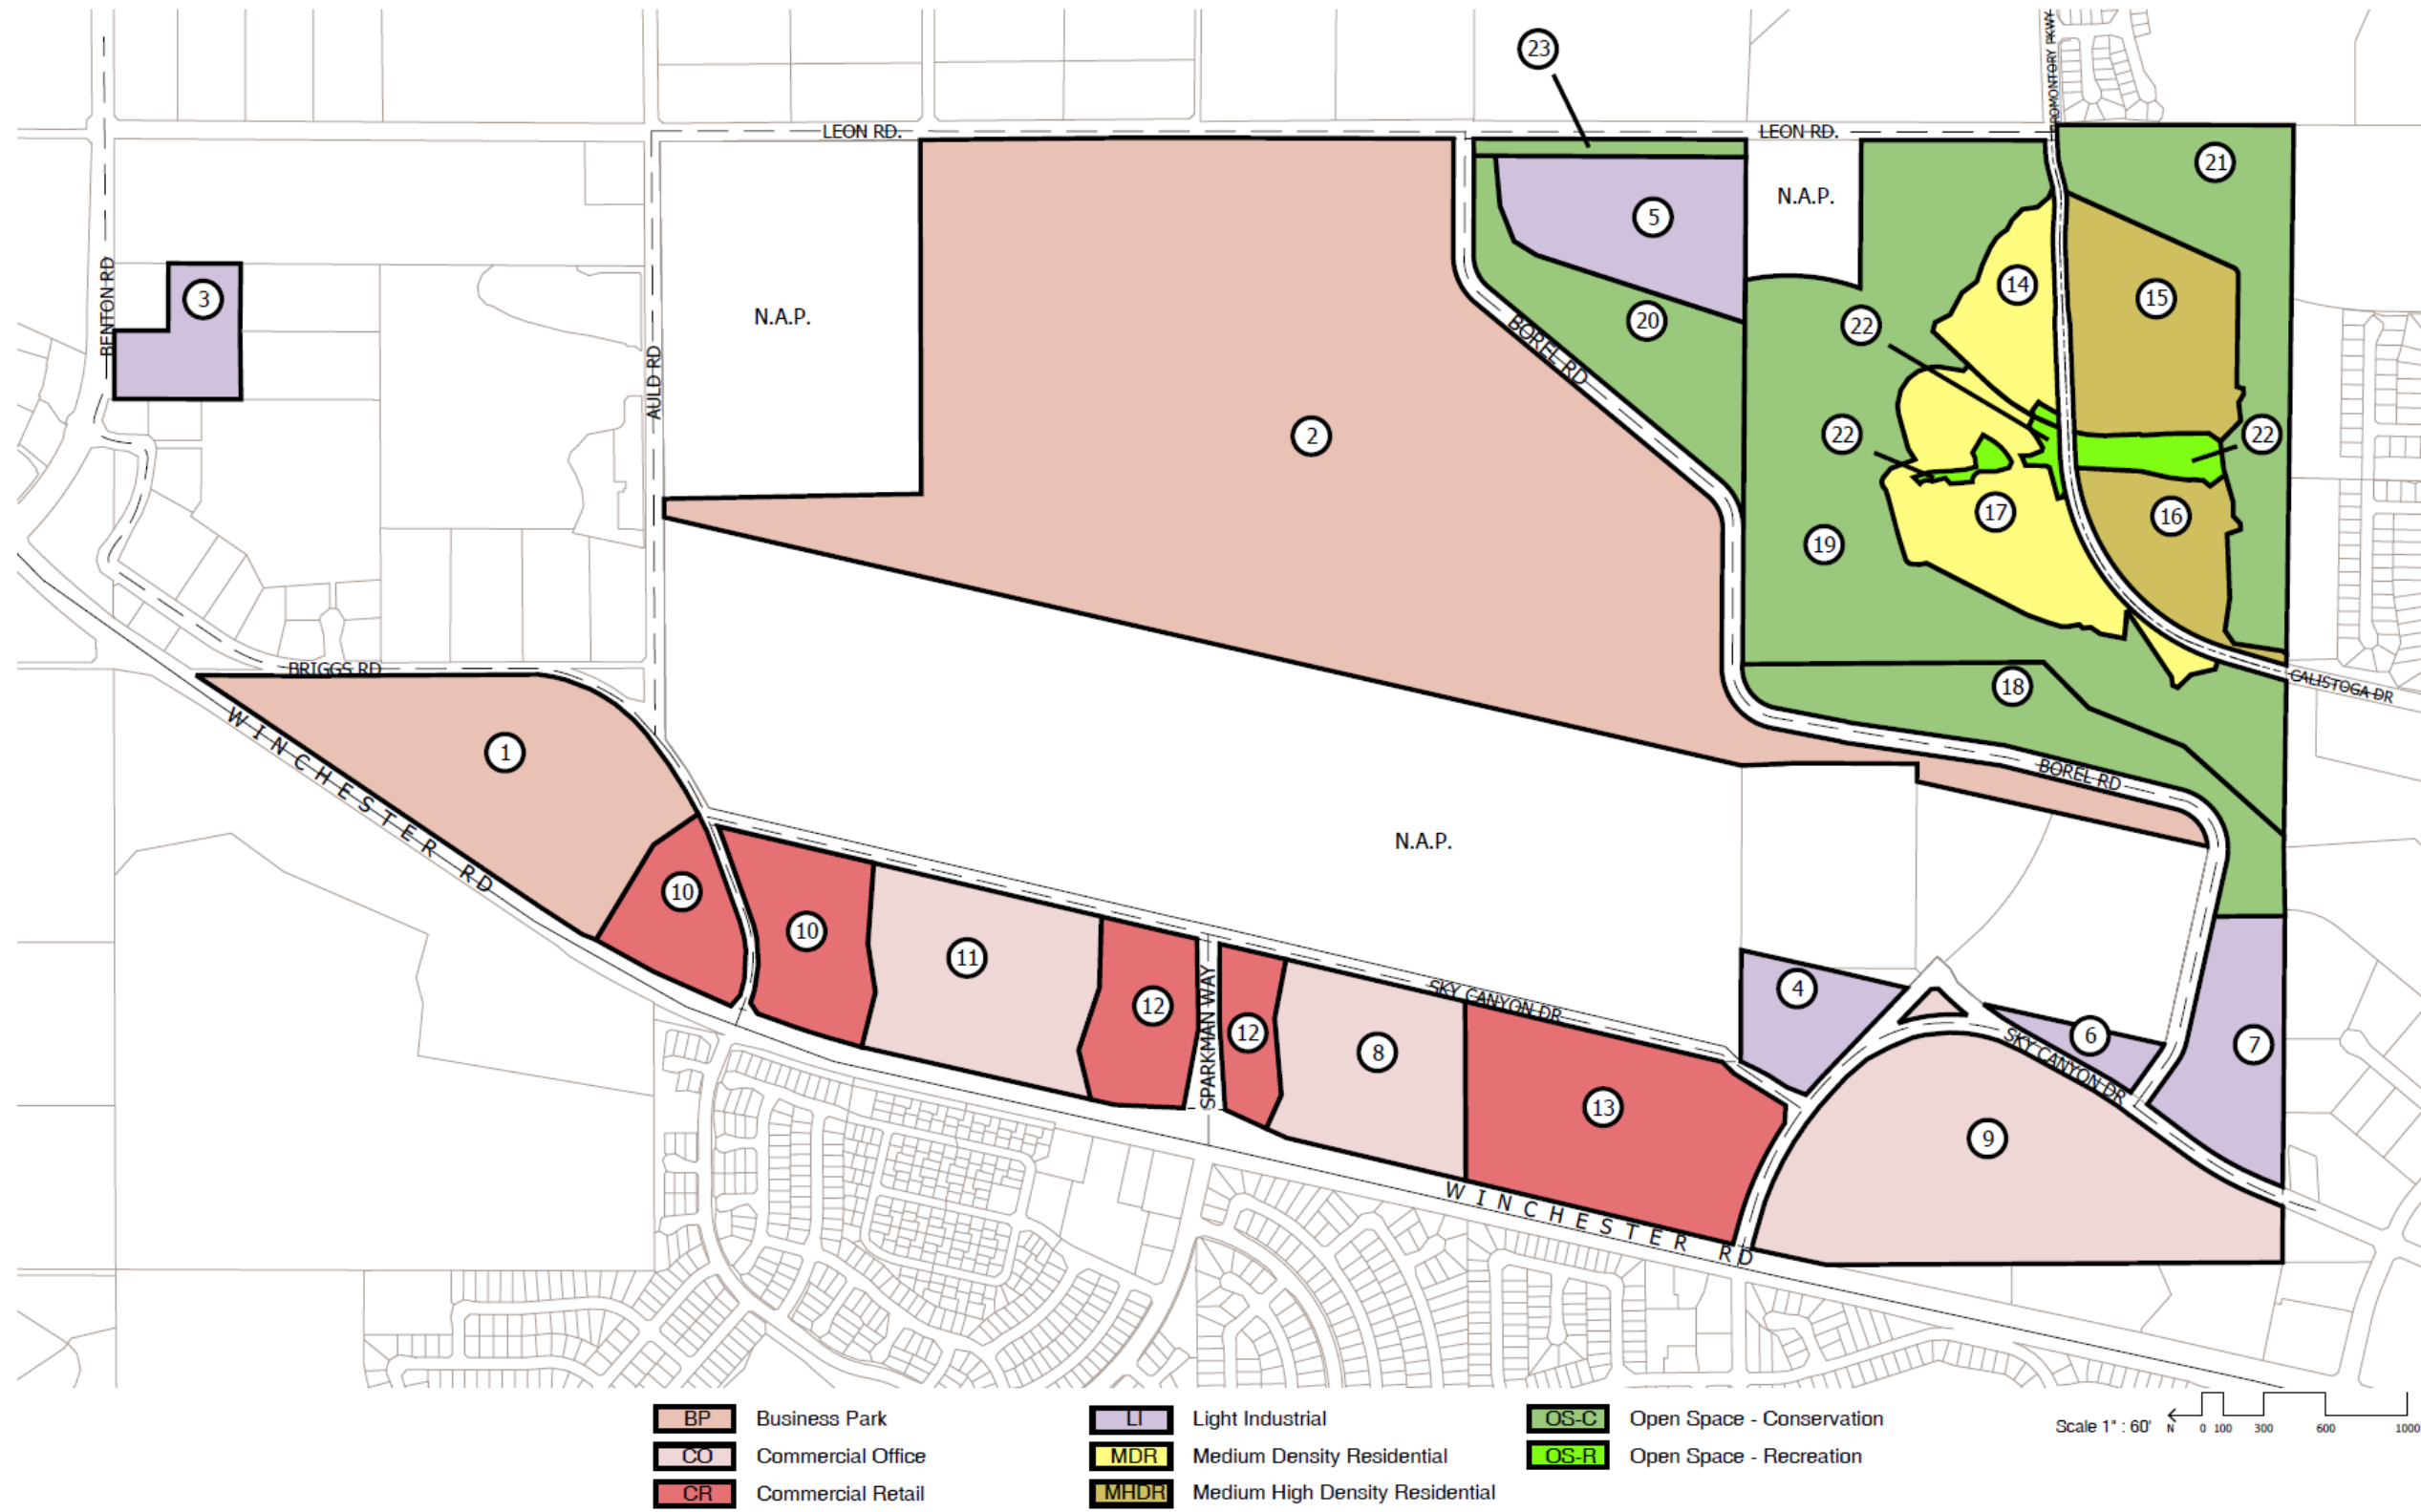 23
PROMONTORY PKWY
LEON RD.
LEON RD.
21
N.A.P.
5
BENTON RD
3
14
15
N.A.P.
20
22
BOREL RD
AULD RD
2
22
22
17
16
19
BRIGGS RD
18
CALISTOGA DR
WINCHESTER RD
1
BOREL RD
N.A.P.
10
10
11
SPARKMAN WAY
12
12
SKY CANYON DR
4
8
6
7
SKY CANYON DR
13
9
WINCHESTER RD
BP Business Park
CO Commercial Office
CR Commercial Retail
LI Light Industrial
MDR Medium Density Residential
MHDR Medium High Density Residential
OS-C Open Space - Conservation
OS-R Open Space - Recreation
Scale 1" : 60' N 0 100 300 600 1000